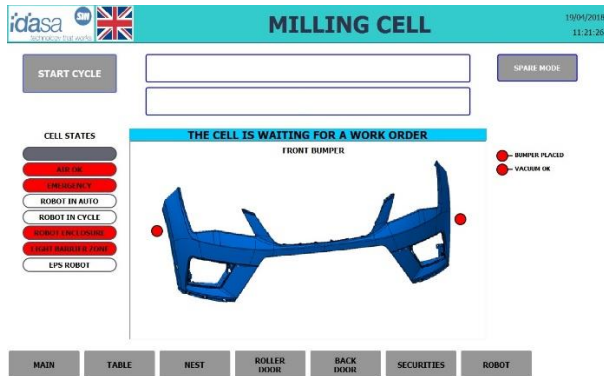 idasa
technology that works
MILLING CELL
19/04/2018
11:21:26
START CYCLE
SPARE MODE
CELL STATES
THE CELL IS WAITING FOR A WORK ORDER
FRONT BUMPER
BUMPER PLACED
VACUUM OK
AIR OK
EMERGENCY
ROBOT IN AUTO
ROBOT IN CYCLE
ROBOT ENCLOSURE
LIGHT BARRIER ZONE
EPS ROBOT
MAIN
TABLE
NEST
ROLLER
DOOR
BACK
DOOR
SECURITIES
ROBOT